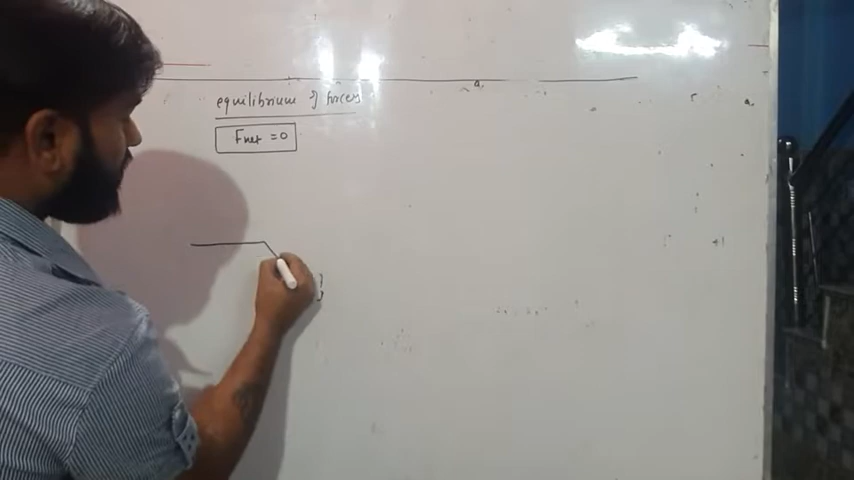 equilibrium of forces
Fnet = 0